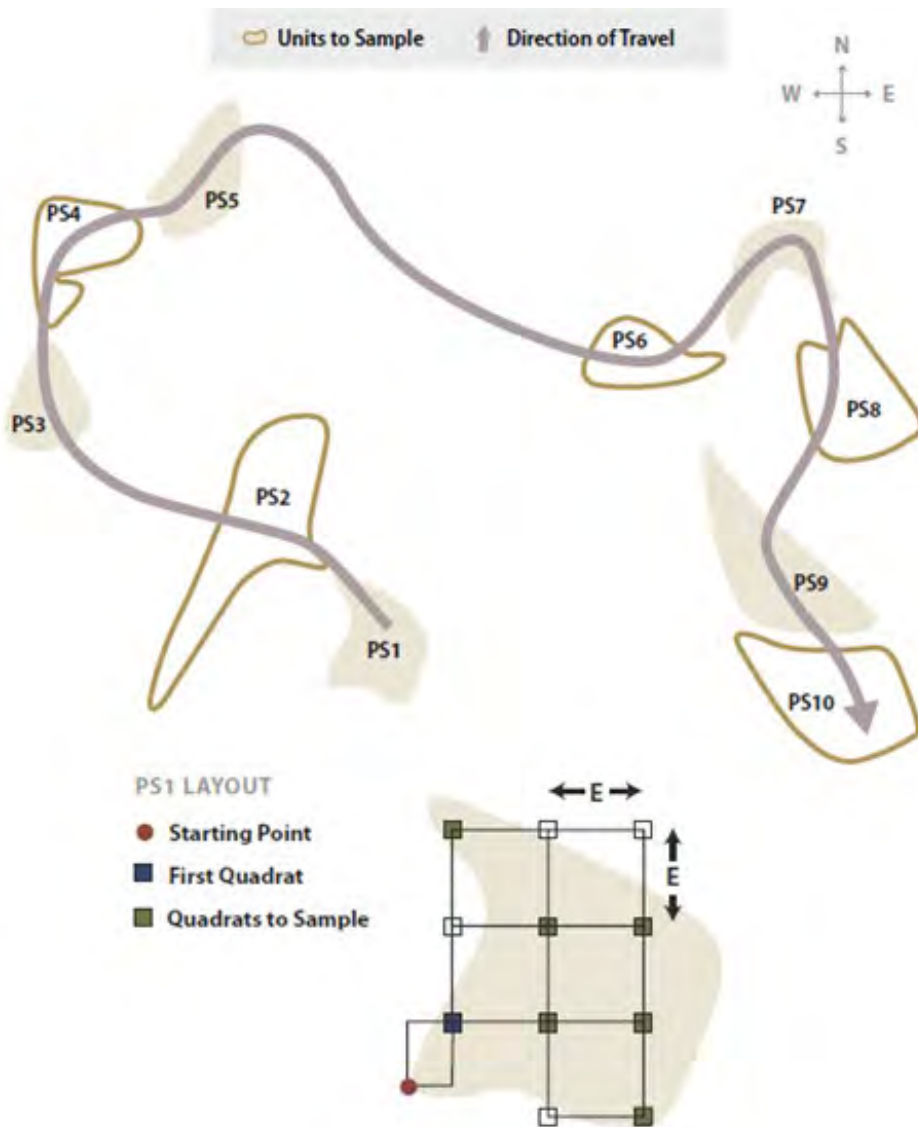 Units to Sample
Direction of Travel
N
W E
S
PS4
PS5
PS7
PS6
PS8
PS3
PS2
PS9
PS1
PS10
PS1 LAYOUT
Starting Point
First Quadrat
Quadrats to Sample
E
E